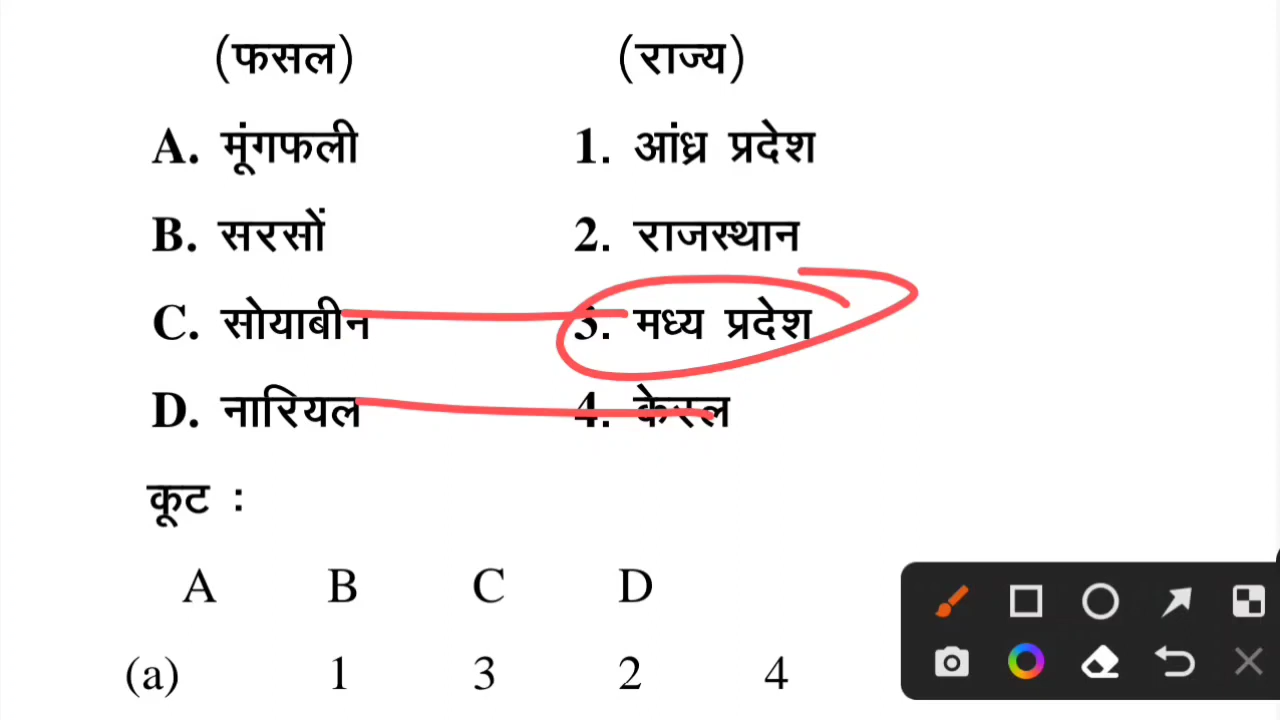 (फसल) (राज्य)
A. मूंगफली 1. आंध्र प्रदेश
B. सरसों 2. राजस्थान
C. सोयाबीन 3. मध्य प्रदेश
D. नारियल 4. केरल
कूट :
A B C D
(a) 1 3 2 4